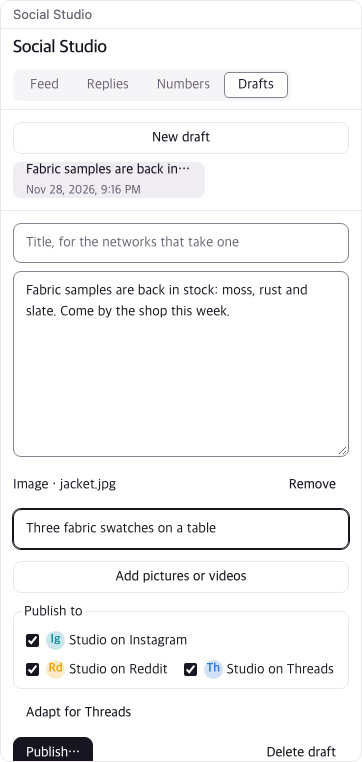 Social Studio
Social Studio
Feed Replies Numbers Drafts
New draft
Fabric samples are back in…
Nov 28, 2026, 9:16 PM
Title, for the networks that take one
Fabric samples are back in stock: moss, rust and
slate. Come by the shop this week.
Image · jacket.jpg Remove
Three fabric swatches on a table
Add pictures or videos
Publish to
Ig Studio on Instagram
Rd Studio on Reddit Th Studio on Threads
Adapt for Threads
Publish… Delete draft